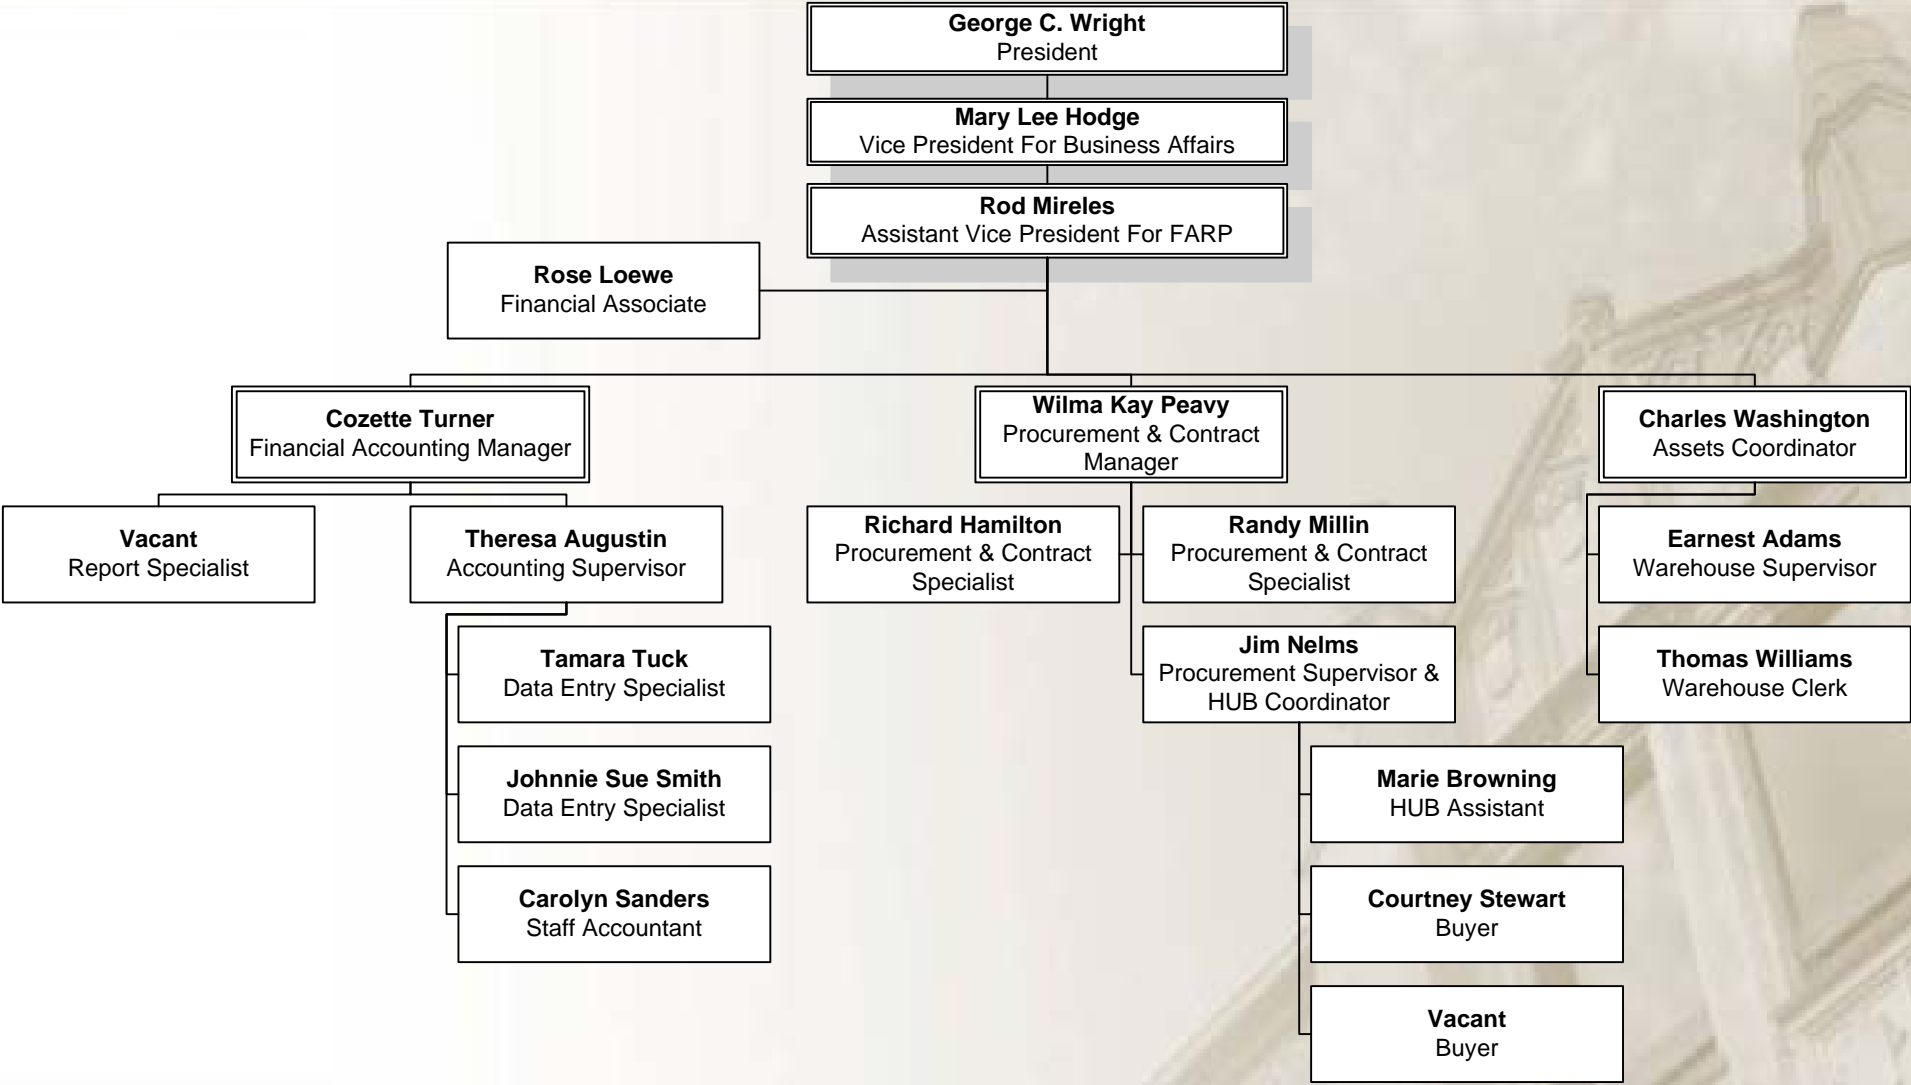 George C. Wright
President
Mary Lee Hodge
Vice President For Business Affairs
Rod Mireles
Assistant Vice President For FARP
Rose Loewe
Financial Associate
Cozette Turner
Financial Accounting Manager
Wilma Kay Peavy
Procurement & Contract
Manager
Charles Washington
Assets Coordinator
Vacant
Report Specialist
Theresa Augustin
Accounting Supervisor
Richard Hamilton
Procurement & Contract
Specialist
Randy Millin
Procurement & Contract
Specialist
Earnest Adams
Warehouse Supervisor
Tamara Tuck
Data Entry Specialist
Jim Nelms
Procurement Supervisor &
HUB Coordinator
Thomas Williams
Warehouse Clerk
Johnnie Sue Smith
Data Entry Specialist
Marie Browning
HUB Assistant
Carolyn Sanders
Staff Accountant
Courtney Stewart
Buyer
Vacant
Buyer